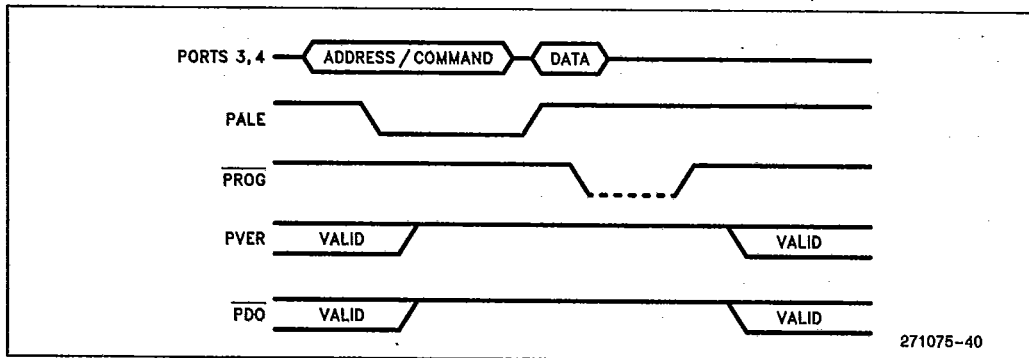 PORTS 3, 4 ADDRESS / COMMAND DATA
PALE
PROG
PVER VALID VALID
PDO VALID VALID
271075-40